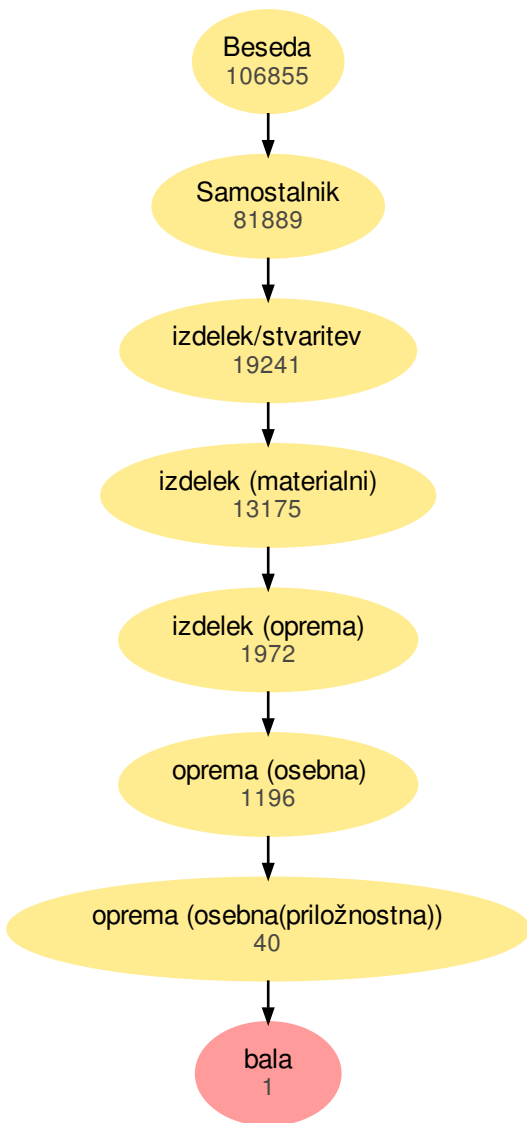 Beseda
106855
Samostalnik
81889
izdelek/stvaritev
19241
izdelek (materialni)
13175
izdelek (oprema)
1972
oprema (osebna)
1196
oprema (osebna(priložnostna))
40
bala
1